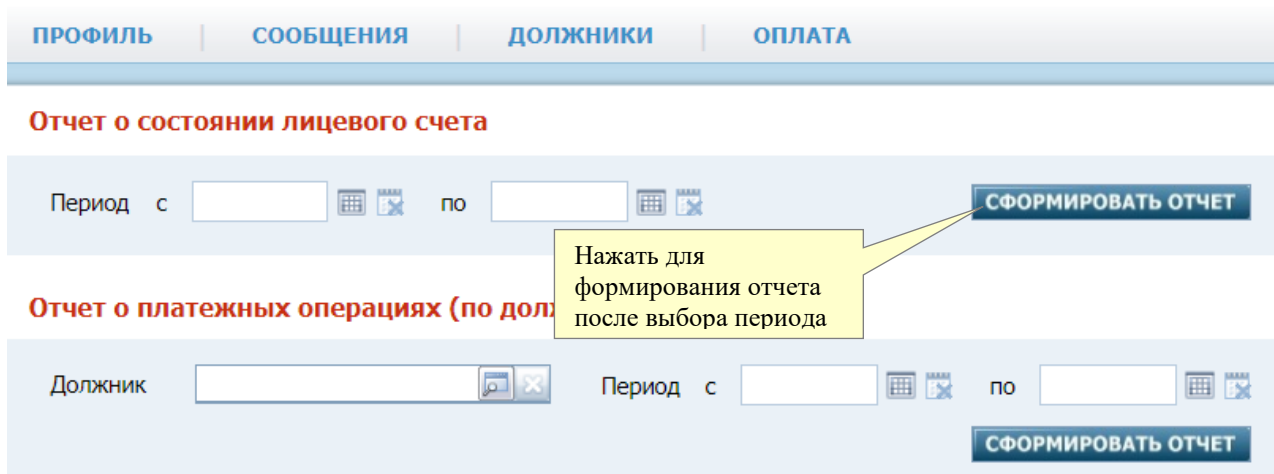 ПРОФИЛЬ СООБЩЕНИЯ ДОЛЖНИКИ ОПЛАТА
Отчет о состоянии лицевого счета
Период с по СФОРМИРОВАТЬ ОТЧЕТ
Нажать для
формирования отчета
после выбора периода
Отчет о платежных операциях (по
Должник Период с по
СФОРМИРОВАТЬ ОТЧЕТ